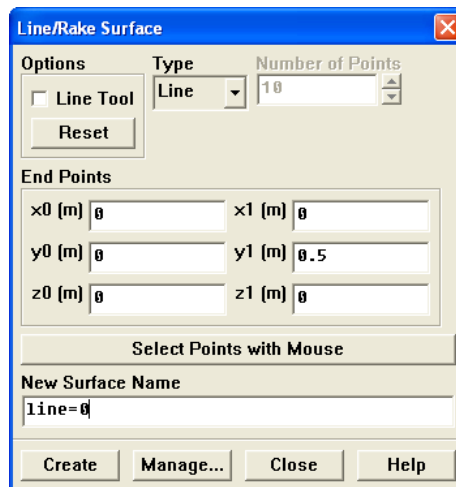 Line/Rake Surface
Options Type Number of Points
Line Tool Line 10
Reset
End Points
x0 (m) 0 x1 (m) 0
y0 (m) 0 y1 (m) 0.5
z0 (m) 0 z1 (m) 0
Select Points with Mouse
New Surface Name
line=0
Create Manage... Close Help